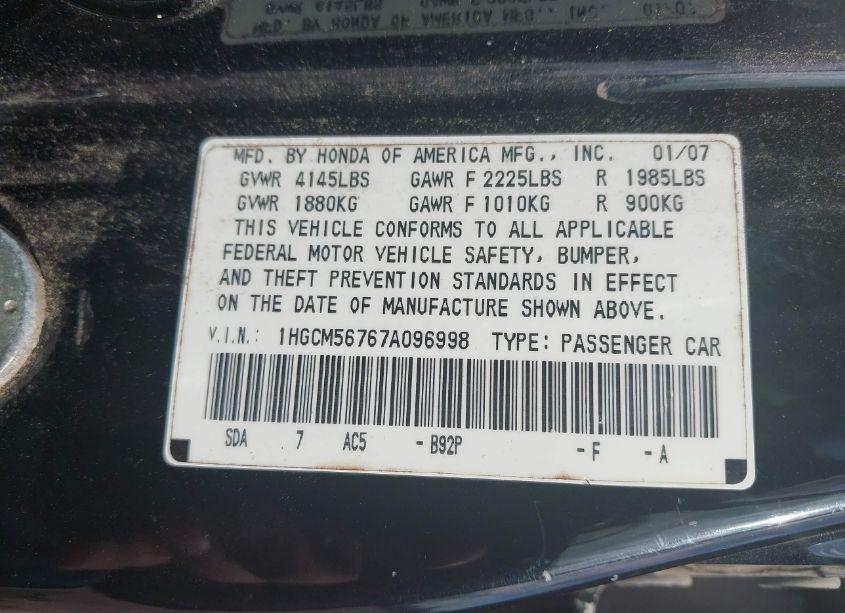 MFD. BY HONDA OF AMERICA MFG., INC. 01/07
GVWR 4145LBS GAWR F 2225LBS R 1985LBS
GVWR 1880KG GAWR F 1010KG R 900KG
THIS VEHICLE CONFORMS TO ALL APPLICABLE
FEDERAL MOTOR VEHICLE SAFETY, BUMPER,
AND THEFT PREVENTION STANDARDS IN EFFECT
ON THE DATE OF MANUFACTURE SHOWN ABOVE.
V.I.N.: 1HGCM56767A096998 TYPE: PASSENGER CAR
SDA 7 AC5 -B92P -F -A